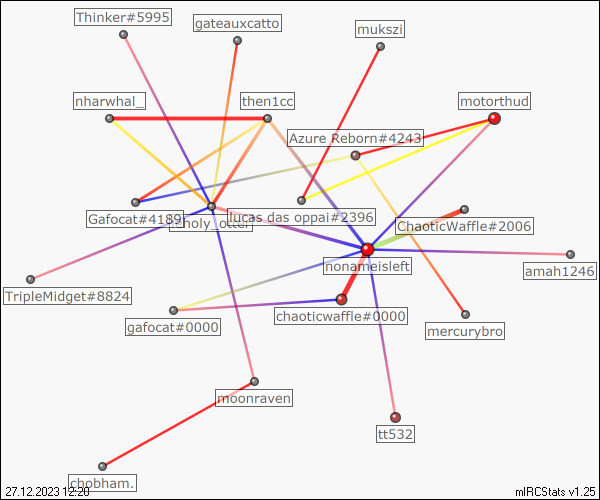 Thinker#5995
gateauxcatto
mukszi
nharwhal_
then1cc
motorthud
Azure Reborn#4243
Gafocat#4189
lucas das oppai#2396
ChaoticWaffle#2006
nonameisleft
amah1246
TripleMidget#8824
gafocat#0000
chaoticwaffle#0000
mercurybro
moonraven
tt532
chobham.
27.12.2023 12:20
mIRCStats v1.25